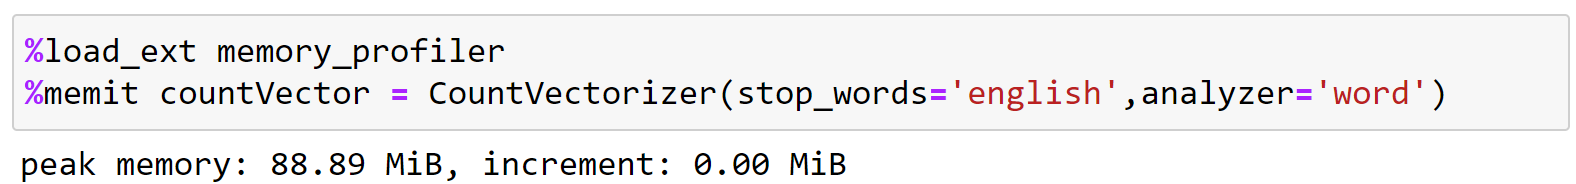 %load_ext memory_profiler
%memit countVector = CountVectorizer(stop_words='english',analyzer='word')
peak memory: 88.89 MiB, increment: 0.00 MiB